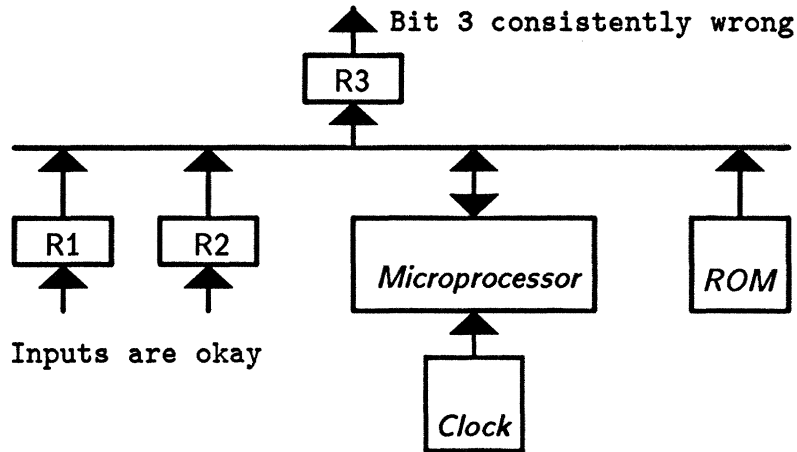 Bit 3 consistently wrong
R3
R1
R2
Microprocessor
ROM
Inputs are okay
Clock